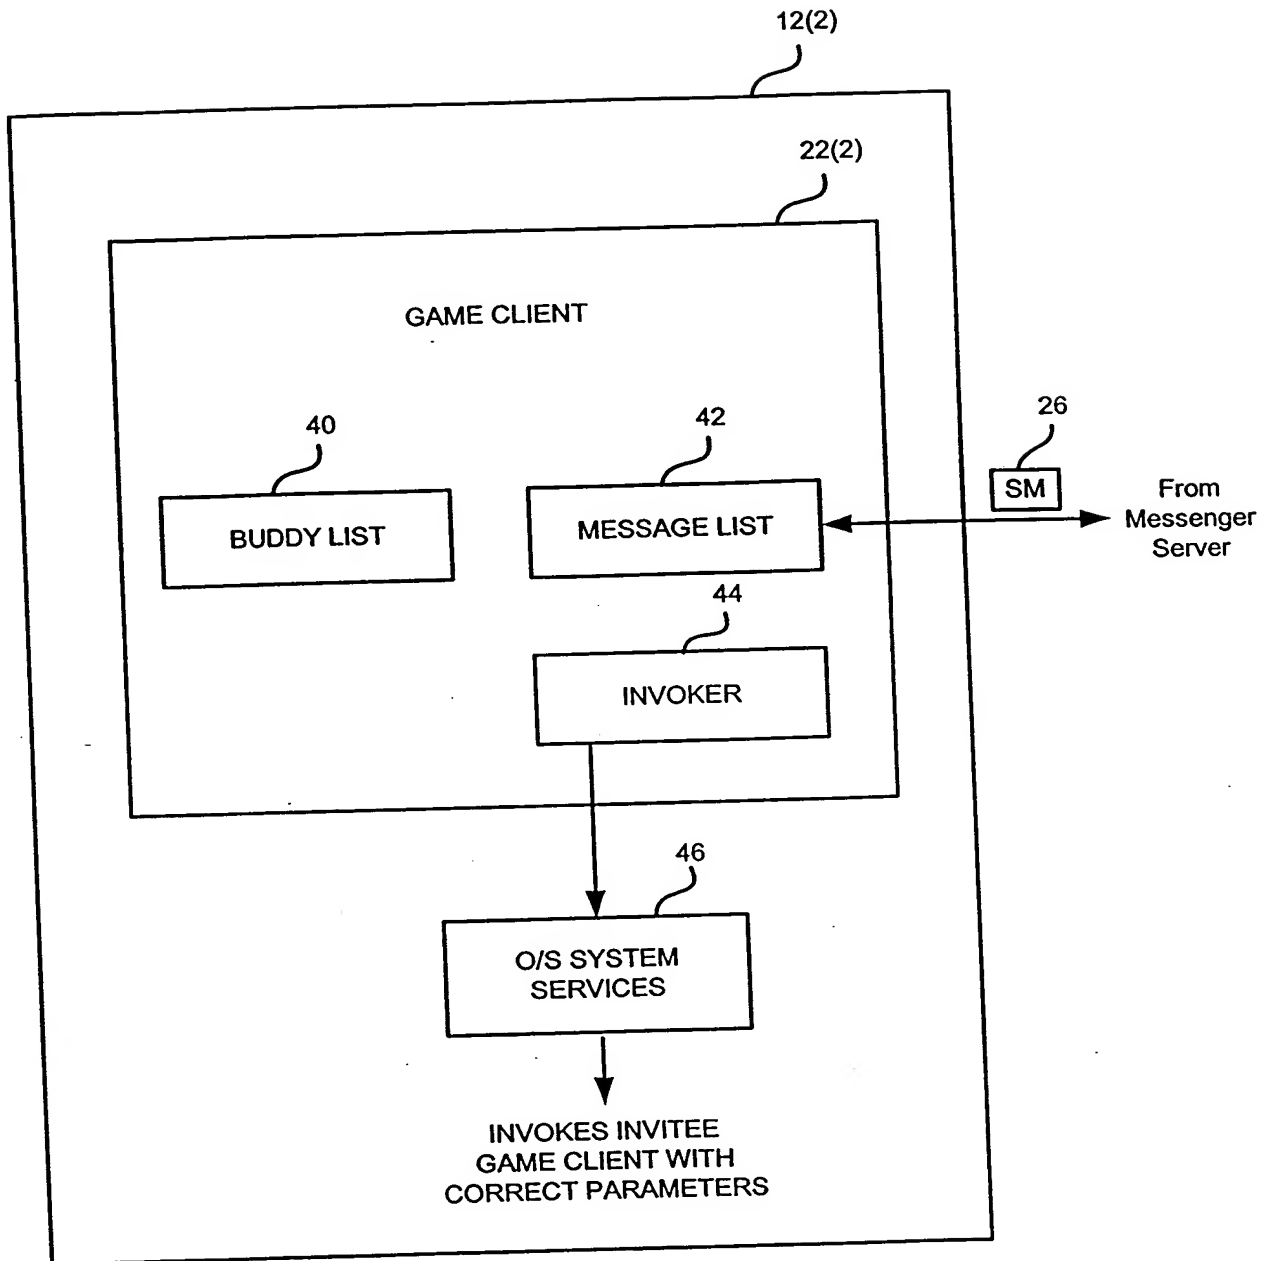 12(2)
22(2)
GAME CLIENT
40
42
26
BUDDY LIST
MESSAGE LIST
SM
From
Messenger
Server
44
INVOKER
46
O/S SYSTEM
SERVICES
INVOKES INVITEE
GAME CLIENT WITH
CORRECT PARAMETERS